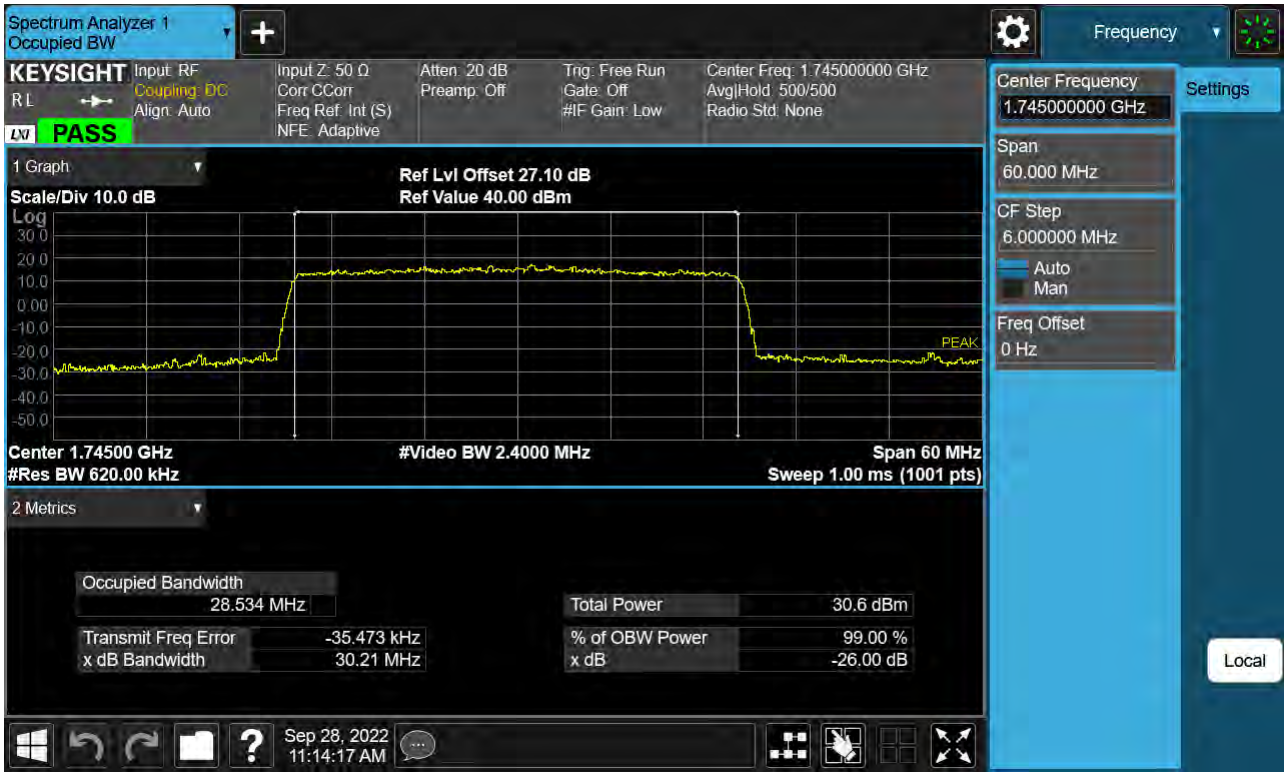 Spectrum Analyzer 1
Occupied BW
Frequency
KEYSIGHT
RL
LXI
PASS
Input: RF
Coupling: DC
Align: Auto
Input Z: 50 Ω
Corr CCorr
Freq Ref: Int (S)
NFE: Adaptive
Atten: 20 dB
Preamp: Off
Trig: Free Run
Gate: Off
#IF Gain: Low
Center Freq: 1.745000000 GHz
Avg|Hold: 500/500
Radio Std: None
1 Graph
Scale/Div 10.0 dB
Ref Lvl Offset 27.10 dB
Ref Value 40.00 dBm
Log
30.0
20.0
10.0
0.00
-10.0
-20.0
-30.0
-40.0
-50.0
PEAK
Center 1.74500 GHz
#Video BW 2.4000 MHz
Span 60 MHz
#Res BW 620.00 kHz
Sweep 1.00 ms (1001 pts)
2 Metrics
Occupied Bandwidth
28.534 MHz
Total Power 30.6 dBm
Transmit Freq Error -35.473 kHz
% of OBW Power 99.00 %
x dB Bandwidth 30.21 MHz
x dB -26.00 dB
Center Frequency
1.745000000 GHz
Settings
Span
60.000 MHz
CF Step
6.000000 MHz
Auto
Man
Freq Offset
0 Hz
Local
?
Sep 28, 2022
11:14:17 AM